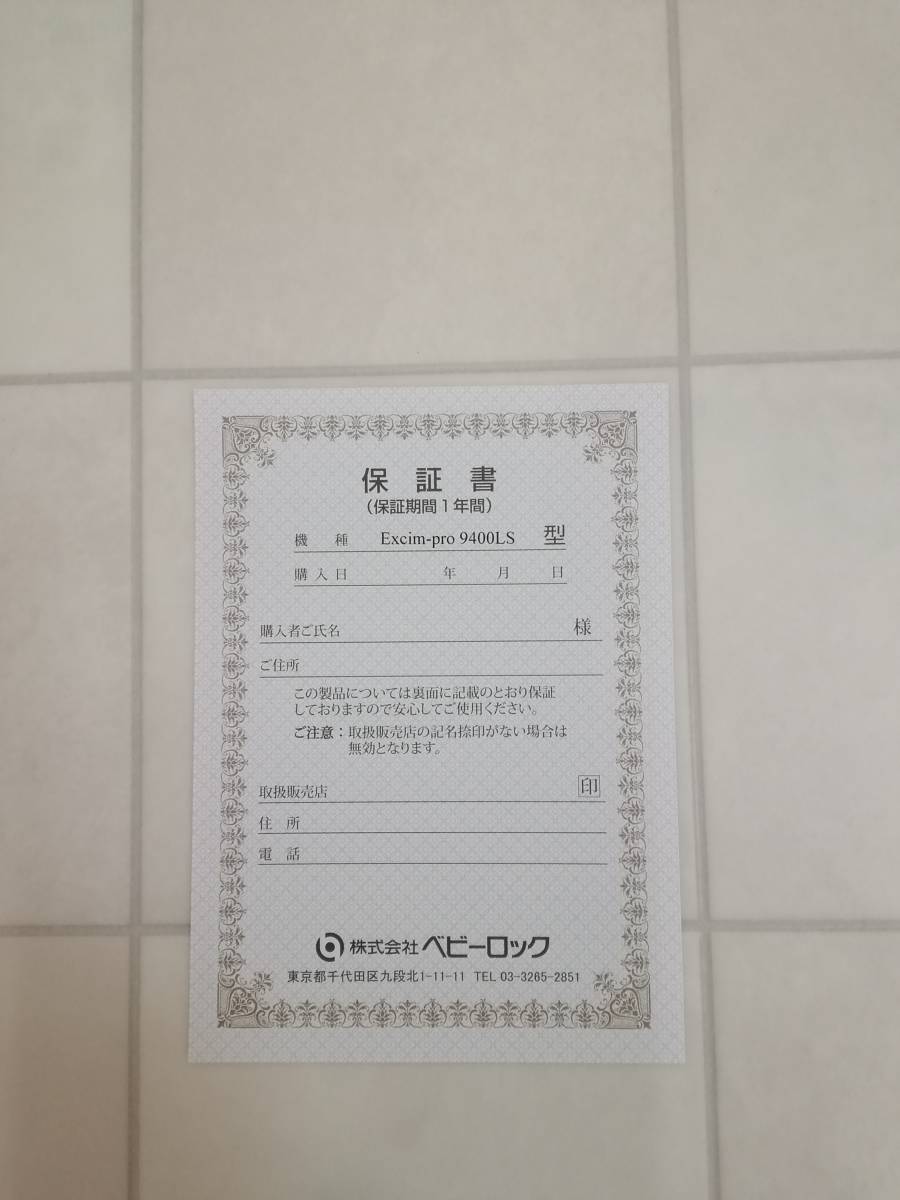 保証書
(保証期間1年間)
機 種 Excim-pro 9400LS 型
購入日 年 月 日
購入者ご氏名 様
ご住所
この製品については裏面に記載のとおり保証
しておりますので安心してご使用ください。
ご注意：取扱販売店の記名捺印がない場合は
無効となります。
取扱販売店 印
住 所
電 話
株式会社 ベビーロック
東京都千代田区九段北1-11-11 TEL 03-3265-2851